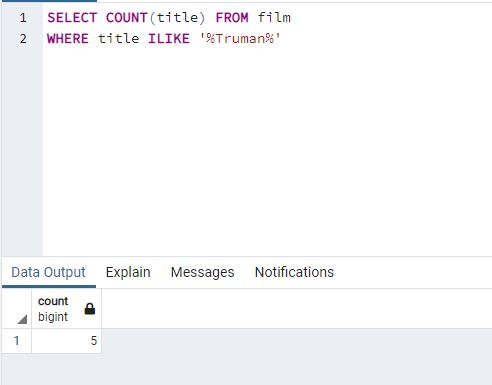 1 SELECT COUNT(title) FROM film
2 WHERE title ILIKE '%Truman%'
Data Output Explain Messages Notifications
count
bigint
1 5